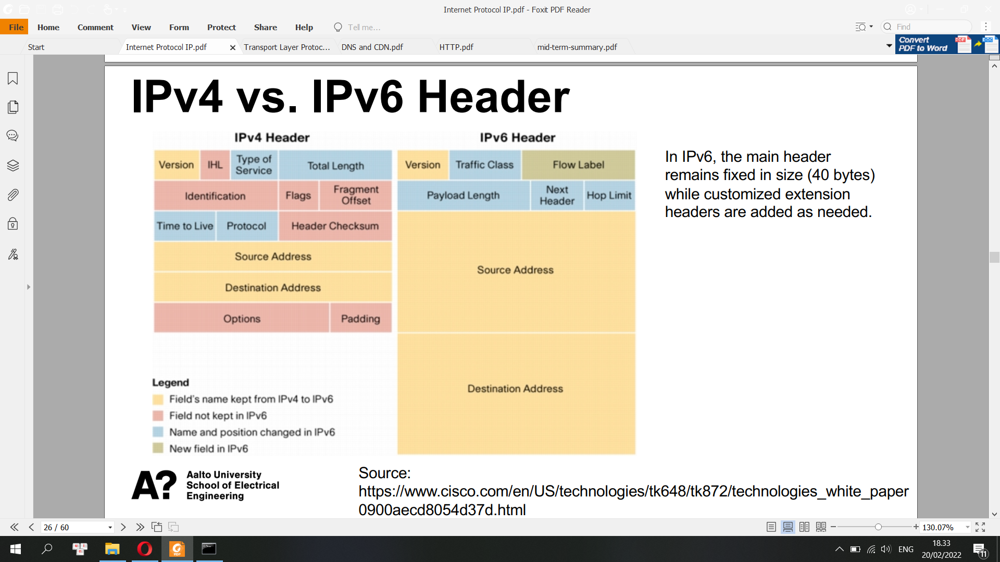 Internet Protocol IP.pdf - Foxit PDF Reader
File Home Comment View Form Protect Share Help Tell me... Find
Start Internet Protocol IP.pdf Transport Layer Protoc... DNS and CDN.pdf HTTP.pdf mid-term-summary.pdf
Convert
PDF to Word
PDF DOC
IPv4 vs. IPv6 Header
IPv4 Header
Version IHL Type of Service Total Length
Identification Flags Fragment Offset
Time to Live Protocol Header Checksum
Source Address
Destination Address
Options Padding
IPv6 Header
Version Traffic Class Flow Label
Payload Length Next Header Hop Limit
Source Address
Destination Address
In IPv6, the main header
remains fixed in size (40 bytes)
while customized extension
headers are added as needed.
Legend
Field's name kept from IPv4 to IPv6
Field not kept in IPv6
Name and position changed in IPv6
New field in IPv6
A?
Aalto University
School of Electrical
Engineering
Source:
https://www.cisco.com/en/US/technologies/tk648/tk872/technologies_white_paper
0900aecd8054d37d.html
26 / 60
130.07%
PDF
ENG
18.33
20/02/2022
11